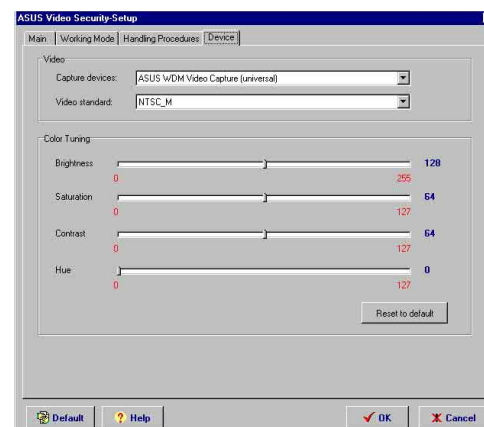 ASUS Video Security-Setup
Main Working Mode Handling Procedures Device
Video
Capture devices: ASUS WDM Video Capture (universal)
Video standard: NTSC_M
Color Tuning
Brightness 128
0 255
Saturation 64
0 127
Contrast 64
0 127
Hue 0
0 127
Reset to default
Default Help OK Cancel